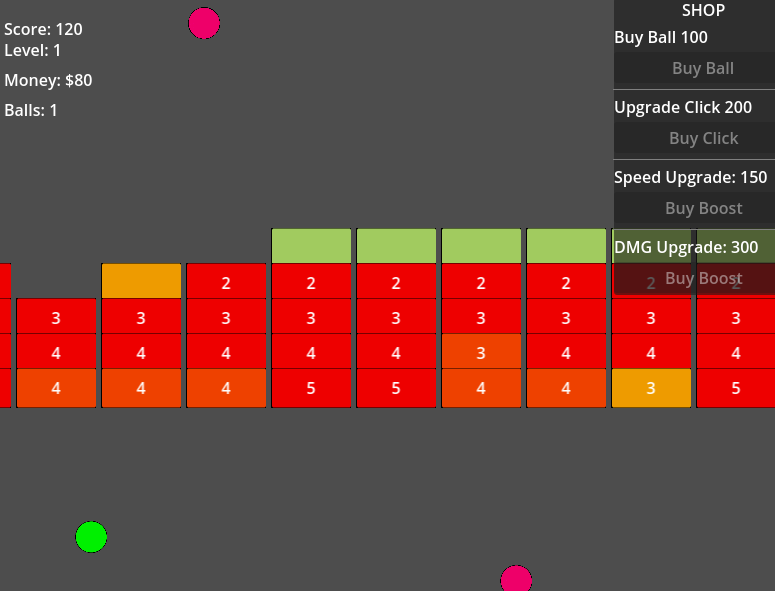 Score: 120
Level: 1
Money: $80
Balls: 1
SHOP
Buy Ball 100
Buy Ball
Upgrade Click 200
Buy Click
Speed Upgrade: 150
Buy Boost
DMG Upgrade: 300
Buy Boost
2 2 2 2 2 2 2
3 3 3 3 3 3 3 3 3
4 4 4 4 4 3 4 4 4
4 4 4 5 5 4 4 3 5